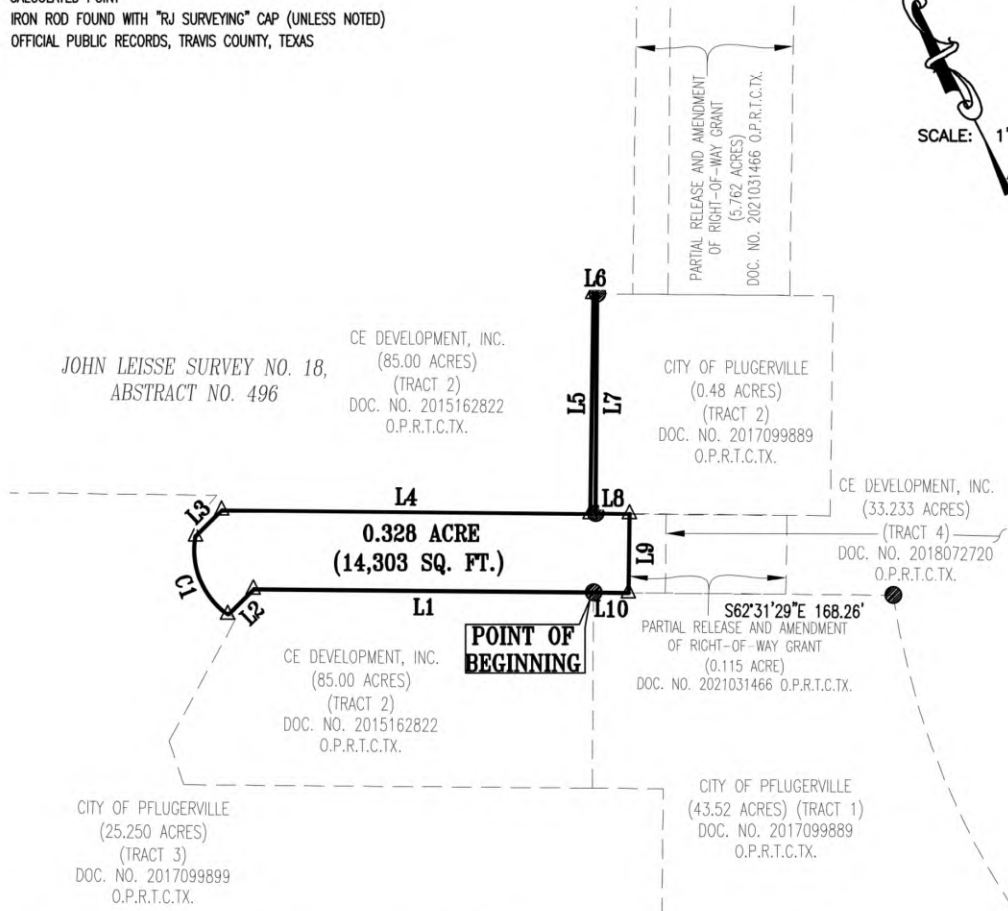 IRON ROD FOUND WITH "RJ SURVEYING" CAP (UNLESS NOTED)
OFFICIAL PUBLIC RECORDS, TRAVIS COUNTY, TEXAS
SCALE: 1"
PARTIAL RELEASE AND AMENDMENT
OF RIGHT-OF-WAY GRANT
(5.762 ACRES)
DOC. NO. 2021031466 O.P.R.T.C.TX.
L6
JOHN LEISSE SURVEY NO. 18,
ABSTRACT NO. 496
CE DEVELOPMENT, INC.
(85.00 ACRES)
(TRACT 2)
DOC. NO. 2015162822
O.P.R.T.C.TX.
L5
L7
CITY OF PLUGERVILLE
(0.48 ACRES)
(TRACT 2)
DOC. NO. 2017099889
O.P.R.T.C.TX.
L3
L4
L8
0.328 ACRE
(14,303 SQ. FT.)
L9
CE DEVELOPMENT, INC.
(33.233 ACRES)
(TRACT 4)
DOC. NO. 2018072720
O.P.R.T.C.TX.
C1
L2
L1
L10
S62°31'29"E 168.26'
POINT OF
BEGINNING
PARTIAL RELEASE AND AMENDMENT
OF RIGHT-OF-WAY GRANT
(0.115 ACRE)
DOC. NO. 2021031466 O.P.R.T.C.TX.
CE DEVELOPMENT, INC.
(85.00 ACRES)
(TRACT 2)
DOC. NO. 2015162822
O.P.R.T.C.TX.
CITY OF PFLUGERVILLE
(25.250 ACRES)
(TRACT 3)
DOC. NO. 2017099899
O.P.R.T.C.TX.
CITY OF PFLUGERVILLE
(43.52 ACRES) (TRACT 1)
DOC. NO. 2017099889
O.P.R.T.C.TX.